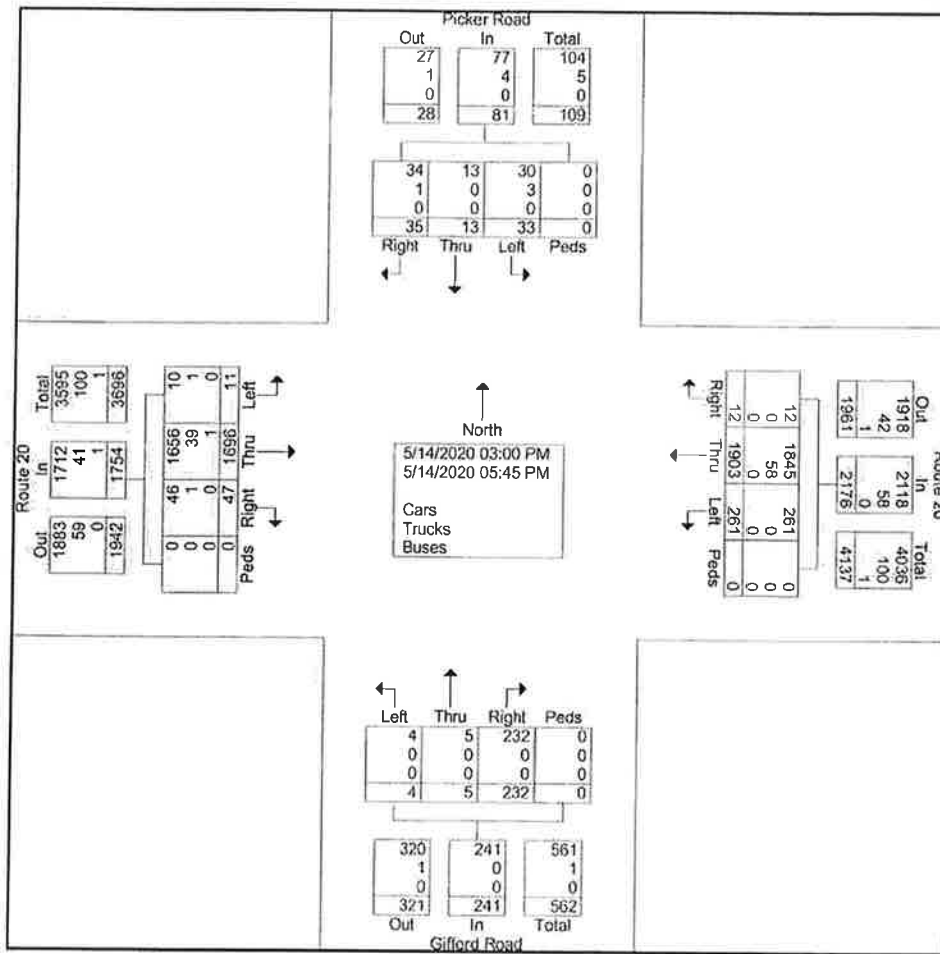 Picker Road
Out In Total
27 77 104
1 4 5
0 0 0
28 81 109
34 13 30 0
1 0 3 0
0 0 0 0
35 13 33 0
Right Thru Left Peds
Route 20
Total In Out
3595 1712 1883
100 41 59
1 1 0
3696 1754 1942
10 1656 46 0
1 39 1 0
0 1 0 0
11 1696 47 0
Left Thru Right Peds
North
5/14/2020 03:00 PM
5/14/2020 05:45 PM
Cars
Trucks
Buses
Right Thru Left Peds
12 1903 261 0
0 0 0 0
0 58 0 0
12 1845 261 0
1961 2176 4137
1 0 1
42 58 100
1918 2118 4036
Out In Total
Route 20
Left Thru Right Peds
4 5 232 0
0 0 0 0
0 0 0 0
4 5 232 0
320 241 561
1 0 1
0 0 0
321 241 562
Out In Total
Gifford Road